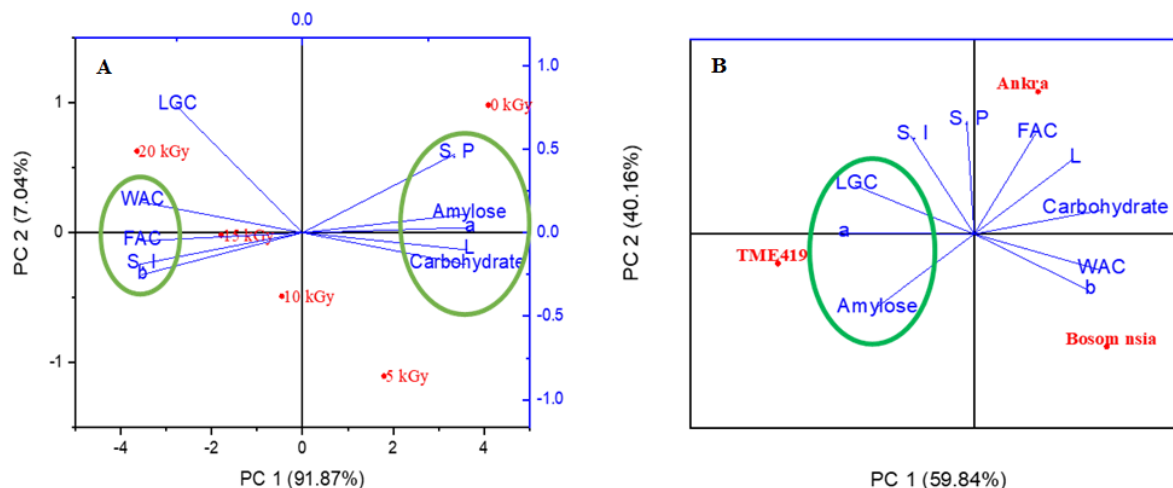 0.0
A
B
LGC
0 kGy
S. P
20 kGy
WAC
Amylose
a
FAC
15 kGy
L
S. I
Carbohydrate
b
10 kGy
5 kGy
1
0
-1
1.0
0.5
0.0
-0.5
-1.0
-4
-2
0
2
4
PC 2 (7.04%)
PC 1 (91.87%)
Ankra
S. P
S. I
FAC
L
LGC
Carbohydrate
a
TME419
WAC
b
Amylose
Bosom nsia
PC 2 (40.16%)
PC 1 (59.84%)